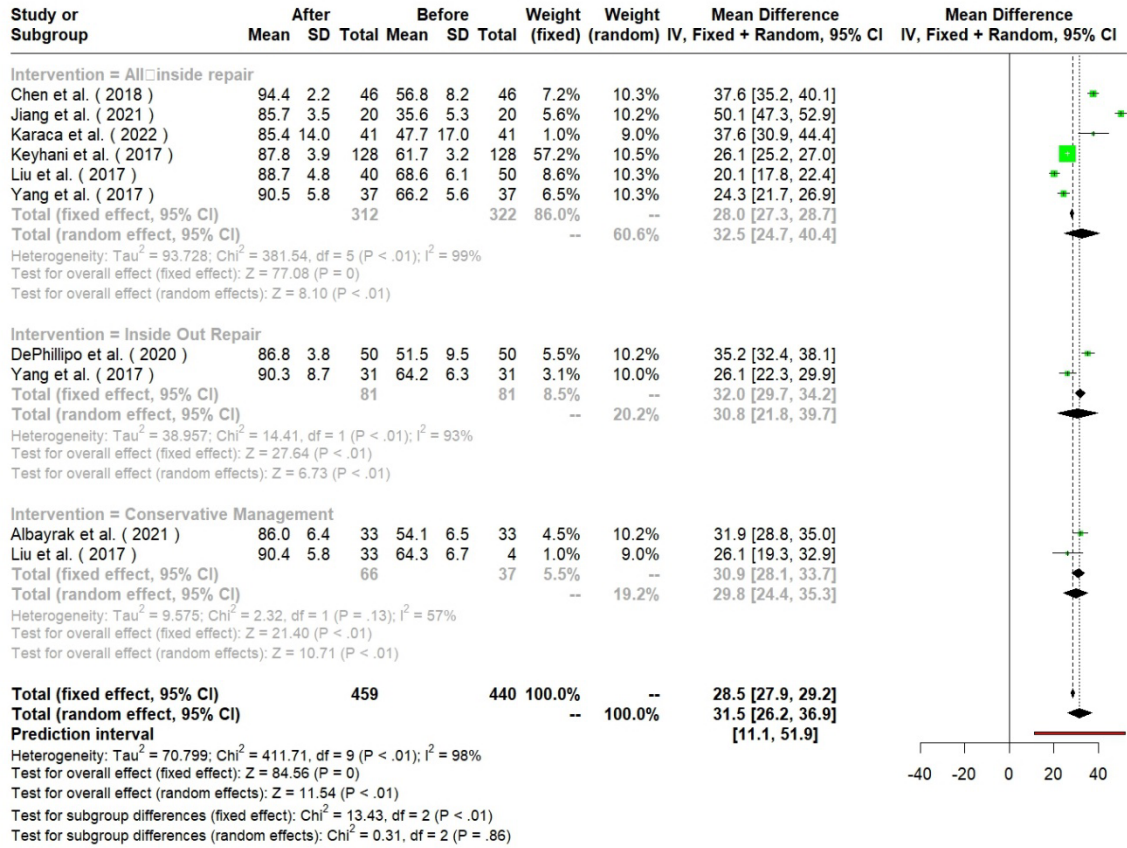 Study or After Before Weight Weight Mean Difference Mean Difference
Subgroup Mean SD Total Mean SD Total (fixed) (random) IV, Fixed + Random, 95% CI IV, Fixed + Random, 95% CI
Intervention = All□inside repair
Chen et al. ( 2018 ) 94.4 2.2 46 56.8 8.2 46 7.2% 10.3% 37.6 [35.2, 40.1]
Jiang et al. ( 2021 ) 85.7 3.5 20 35.6 5.3 20 5.6% 10.2% 50.1 [47.3, 52.9]
Karaca et al. ( 2022 ) 85.4 14.0 41 47.7 17.0 41 1.0% 9.0% 37.6 [30.9, 44.4]
Keyhani et al. ( 2017 ) 87.8 3.9 128 61.7 3.2 128 57.2% 10.5% 26.1 [25.2, 27.0]
Liu et al. ( 2017 ) 88.7 4.8 40 68.6 6.1 50 8.6% 10.3% 20.1 [17.8, 22.4]
Yang et al. ( 2017 ) 90.5 5.8 37 66.2 5.6 37 6.5% 10.3% 24.3 [21.7, 26.9]
Total (fixed effect, 95% CI) 312 322 86.0% -- 28.0 [27.3, 28.7]
Total (random effect, 95% CI) -- 60.6% 32.5 [24.7, 40.4]
Heterogeneity: Tau² = 93.728; Chi² = 381.54, df = 5 (P < .01); I² = 99%
Test for overall effect (fixed effect): Z = 77.08 (P = 0)
Test for overall effect (random effects): Z = 8.10 (P < .01)
Intervention = Inside Out Repair
DePhillipo et al. ( 2020 ) 86.8 3.8 50 51.5 9.5 50 5.5% 10.2% 35.2 [32.4, 38.1]
Yang et al. ( 2017 ) 90.3 8.7 31 64.2 6.3 31 3.1% 10.0% 26.1 [22.3, 29.9]
Total (fixed effect, 95% CI) 81 81 8.5% -- 32.0 [29.7, 34.2]
Total (random effect, 95% CI) -- 20.2% 30.8 [21.8, 39.7]
Heterogeneity: Tau² = 38.957; Chi² = 14.41, df = 1 (P < .01); I² = 93%
Test for overall effect (fixed effect): Z = 27.64 (P < .01)
Test for overall effect (random effects): Z = 6.73 (P < .01)
Intervention = Conservative Management
Albayrak et al. ( 2021 ) 86.0 6.4 33 54.1 6.5 33 4.5% 10.2% 31.9 [28.8, 35.0]
Liu et al. ( 2017 ) 90.4 5.8 33 64.3 6.7 4 1.0% 9.0% 26.1 [19.3, 32.9]
Total (fixed effect, 95% CI) 66 37 5.5% -- 30.9 [28.1, 33.7]
Total (random effect, 95% CI) -- 19.2% 29.8 [24.4, 35.3]
Heterogeneity: Tau² = 9.575; Chi² = 2.32, df = 1 (P = .13); I² = 57%
Test for overall effect (fixed effect): Z = 21.40 (P < .01)
Test for overall effect (random effects): Z = 10.71 (P < .01)
Total (fixed effect, 95% CI) 459 440 100.0% -- 28.5 [27.9, 29.2]
Total (random effect, 95% CI) -- 100.0% 31.5 [26.2, 36.9]
Prediction interval [11.1, 51.9]
Heterogeneity: Tau² = 70.799; Chi² = 411.71, df = 9 (P < .01); I² = 98%
Test for overall effect (fixed effect): Z = 84.56 (P = 0)
Test for overall effect (random effects): Z = 11.54 (P < .01)
Test for subgroup differences (fixed effect): Chi² = 13.43, df = 2 (P < .01)
Test for subgroup differences (random effects): Chi² = 0.31, df = 2 (P = .86)
-40 -20 0 20 40